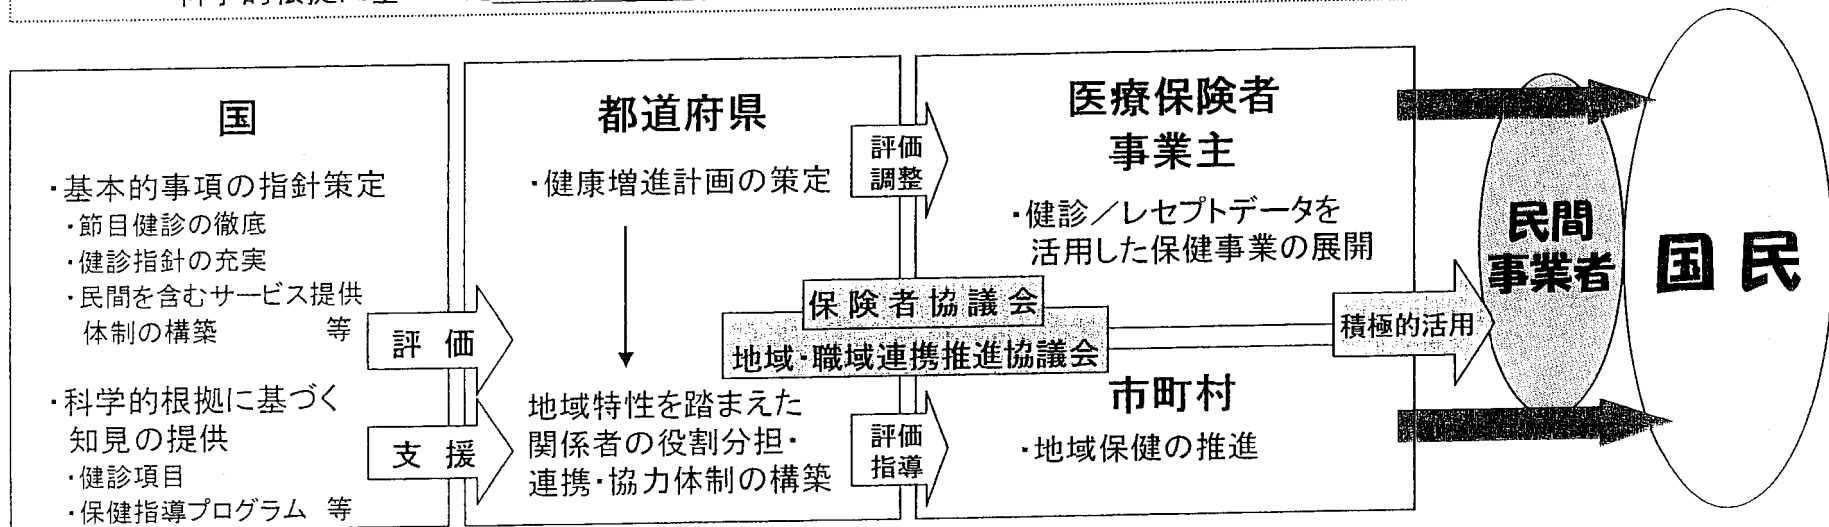 国
・基本的事項の指針策定
・節目健診の徹底
・健診指針の充実
・民間を含むサービス提供
体制の構築 等
・科学的根拠に基づく
知見の提供
・健診項目
・保健指導プログラム 等
評 価
支 援
都道府県
・健康増進計画の策定
地域特性を踏まえた
関係者の役割分担・
連携・協力体制の構築
評価
調整
評価
指導
保険者協議会
地域・職域連携推進協議会
医療保険者
事業主
・健診／レセプトデータを
活用した保健事業の展開
市町村
・地域保健の推進
積極的活用
民間
事業者
国民